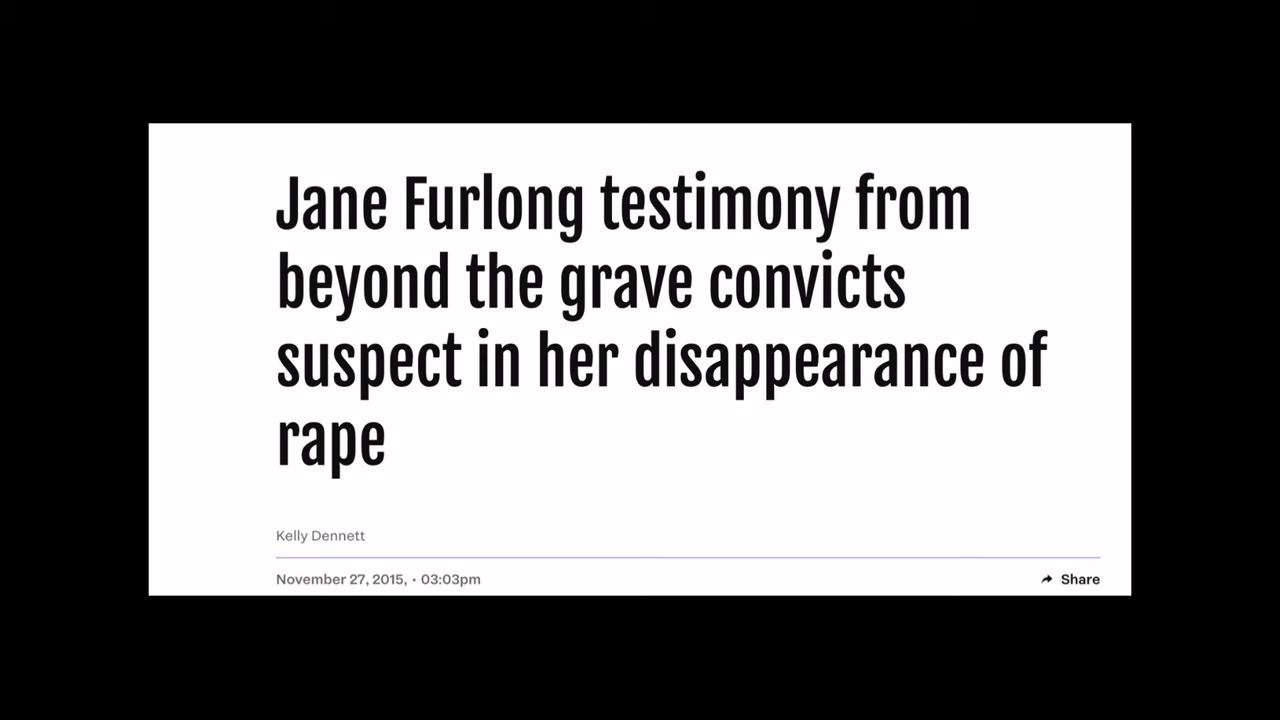 Jane Furlong testimony from
beyond the grave convicts
suspect in her disappearance of
rape
Kelly Dennett
November 27, 2015, • 03:03pm
Share